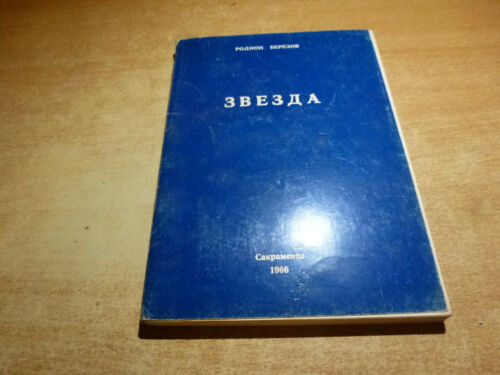 РОДИОН БЕРЕЗОВ
ЗВЕЗДА
Сакраменто
1966